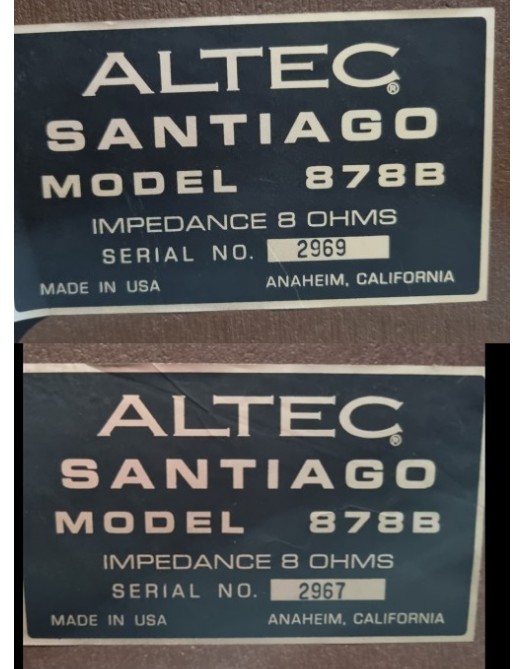 ALTEC®
SANTIAGO
MODEL 878B
IMPEDANCE 8 OHMS
SERIAL NO. 2969
MADE IN USA ANAHEIM, CALIFORNIA
ALTEC®
SANTIAGO
MODEL 878B
IMPEDANCE 8 OHMS
SERIAL NO. 2967
MADE IN USA ANAHEIM, CALIFORNIA